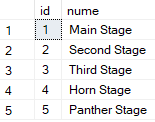 id nume
1 1 Main Stage
2 2 Second Stage
3 3 Third Stage
4 4 Horn Stage
5 5 Panther Stage